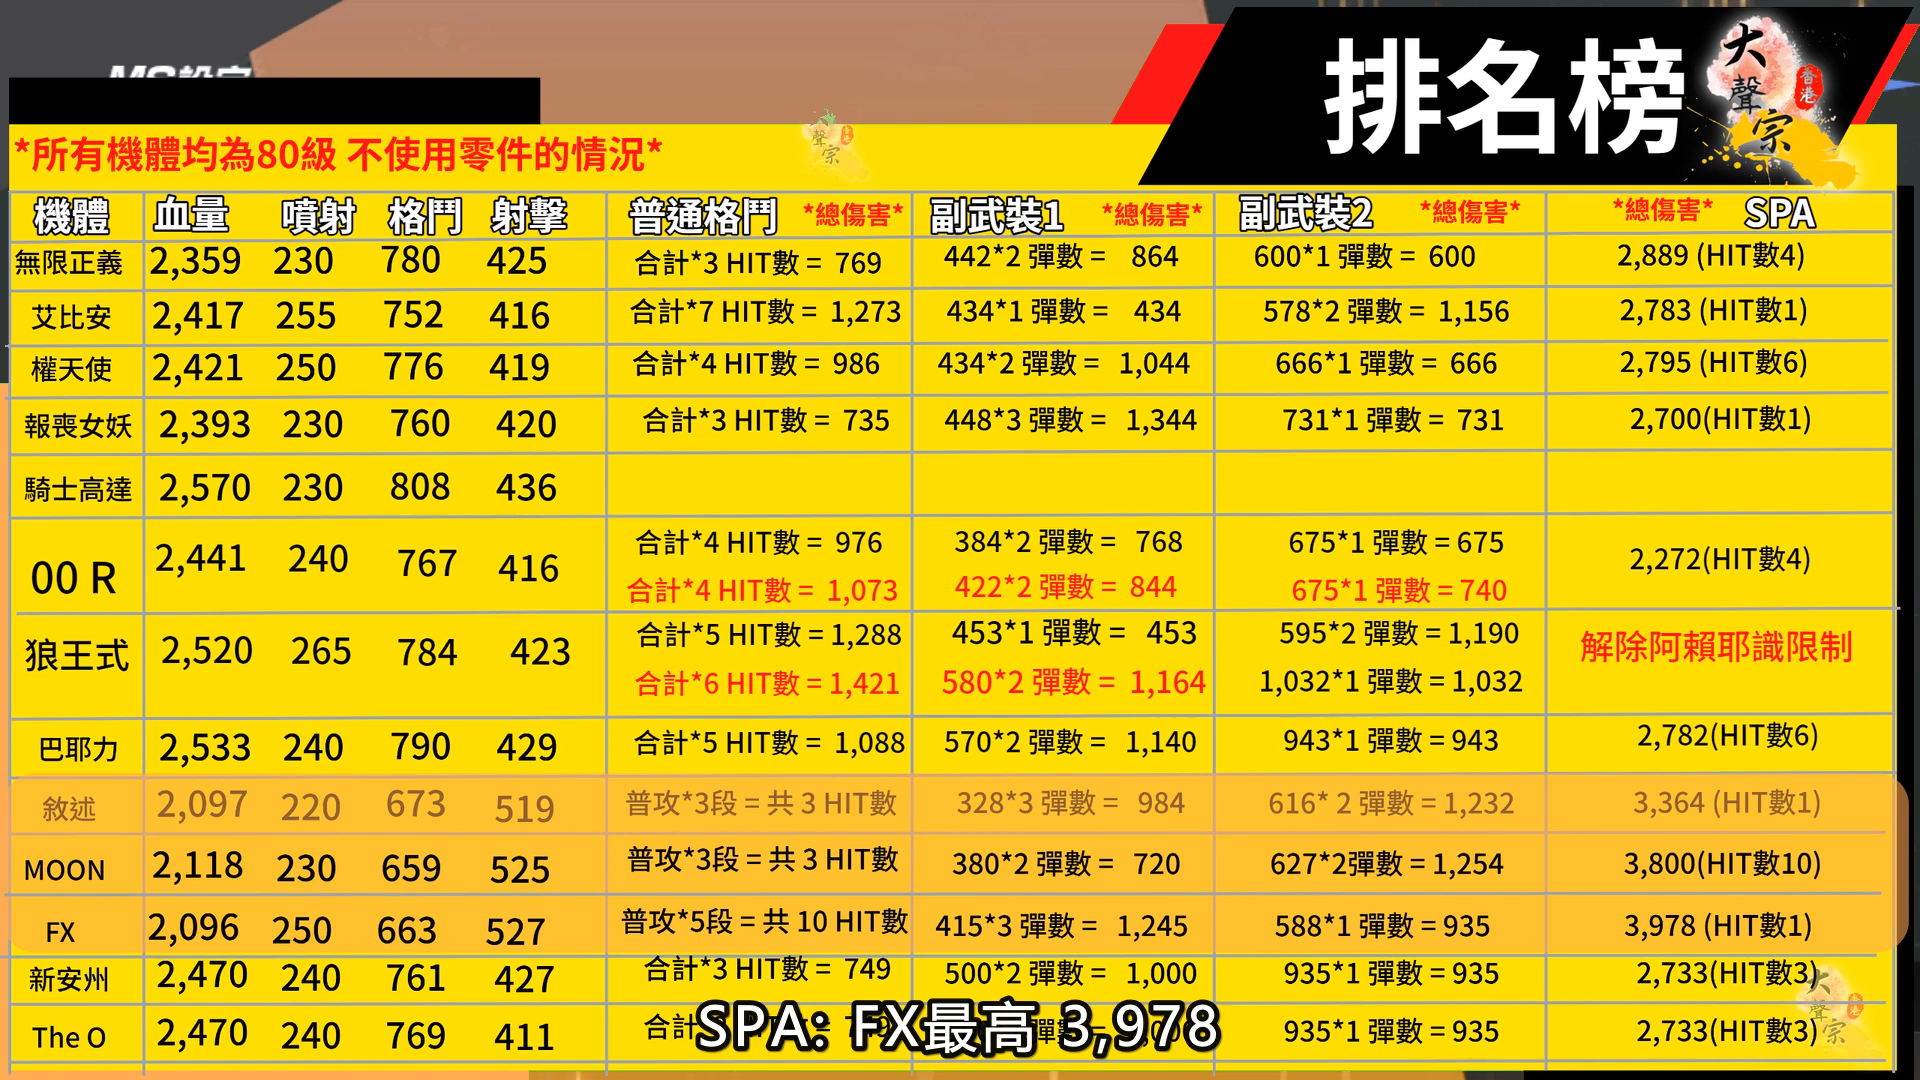 排名榜
大聲宗
香港
*所有機體均為80級 不使用零件的情況*
機體 血量 噴射 格鬥 射擊 普通格鬥 *總傷害* 副武裝1 *總傷害* 副武裝2 *總傷害* *總傷害* SPA
無限正義 2,359 230 780 425 合計*3 HIT數 = 769 442*2 彈數 = 864 600*1 彈數 = 600 2,889 (HIT數4)
艾比安 2,417 255 752 416 合計*7 HIT數 = 1,273 434*1 彈數 = 434 578*2 彈數 = 1,156 2,783 (HIT數1)
權天使 2,421 250 776 419 合計*4 HIT數 = 986 434*2 彈數 = 1,044 666*1 彈數 = 666 2,795 (HIT數6)
報喪女妖 2,393 230 760 420 合計*3 HIT數 = 735 448*3 彈數 = 1,344 731*1 彈數 = 731 2,700(HIT數1)
騎士高達 2,570 230 808 436
00 R 2,441 240 767 416 合計*4 HIT數 = 976 384*2 彈數 = 768 675*1 彈數 = 675 2,272(HIT數4)
合計*4 HIT數 = 1,073 422*2 彈數 = 844 675*1 彈數 = 740
狼王式 2,520 265 784 423 合計*5 HIT數 = 1,288 453*1 彈數 = 453 595*2 彈數 = 1,190 解除阿賴耶識限制
合計*6 HIT數 = 1,421 580*2 彈數 = 1,164 1,032*1 彈數 = 1,032
巴耶力 2,533 240 790 429 合計*5 HIT數 = 1,088 570*2 彈數 = 1,140 943*1 彈數 = 943 2,782(HIT數6)
敘述 2,097 220 673 519 普攻*3段 = 共 3 HIT數 328*3 彈數 = 984 616* 2 彈數 = 1,232 3,364 (HIT數1)
MOON 2,118 230 659 525 普攻*3段 = 共 3 HIT數 380*2 彈數 = 720 627*2彈數 = 1,254 3,800(HIT數10)
FX 2,096 250 663 527 普攻*5段 = 共 10 HIT數 415*3 彈數 = 1,245 588*1 彈數 = 935 3,978 (HIT數1)
新安州 2,470 240 761 427 合計*3 HIT數 = 749 500*2 彈數 = 1,000 935*1 彈數 = 935 2,733(HIT數3)
The O 2,470 240 769 411 合計 935*1 彈數 = 935 2,733(HIT數3)
SPA: FX最高 3,978